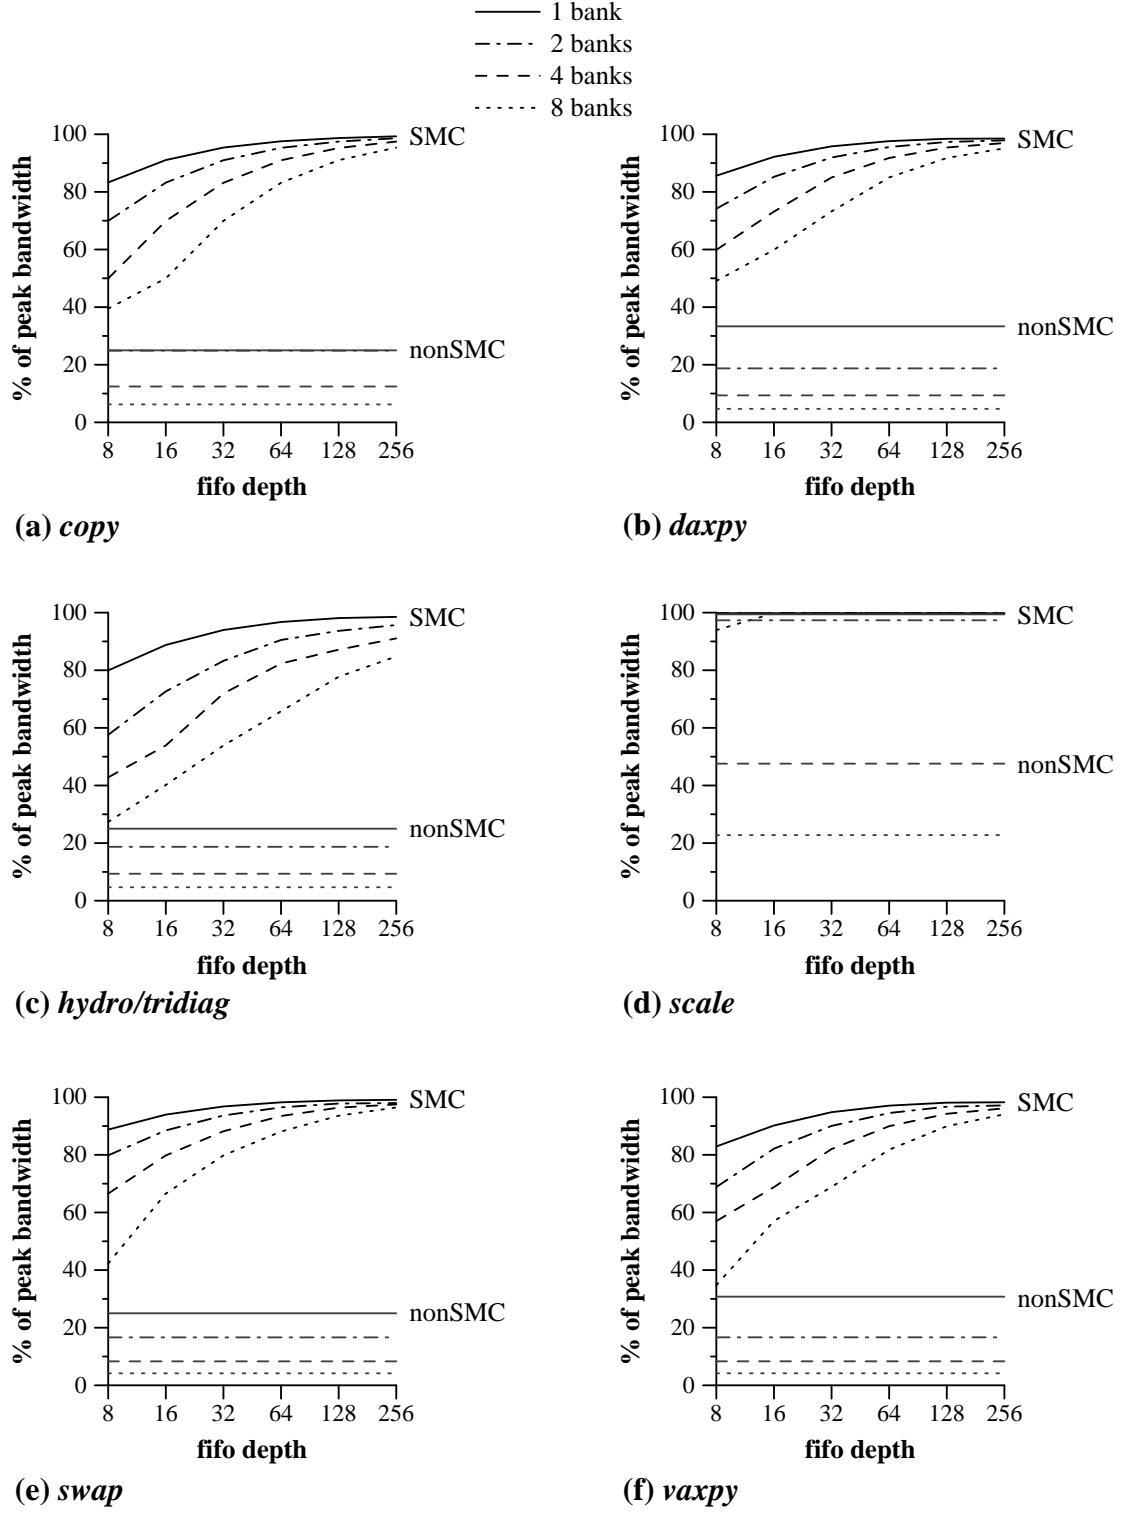 1 bank
2 banks
4 banks
8 banks
% of peak bandwidth
100
80
60
40
20
0
SMC
nonSMC
8 16 32 64 128 256
fifo depth
(a) copy
% of peak bandwidth
100
80
60
40
20
0
SMC
nonSMC
8 16 32 64 128 256
fifo depth
(b) daxpy
% of peak bandwidth
100
80
60
40
20
0
SMC
nonSMC
8 16 32 64 128 256
fifo depth
(c) hydro/tridiag
% of peak bandwidth
100
80
60
40
20
0
SMC
nonSMC
8 16 32 64 128 256
fifo depth
(d) scale
% of peak bandwidth
100
80
60
40
20
0
SMC
nonSMC
8 16 32 64 128 256
fifo depth
(e) swap
% of peak bandwidth
100
80
60
40
20
0
SMC
nonSMC
8 16 32 64 128 256
fifo depth
(f) vaxpy